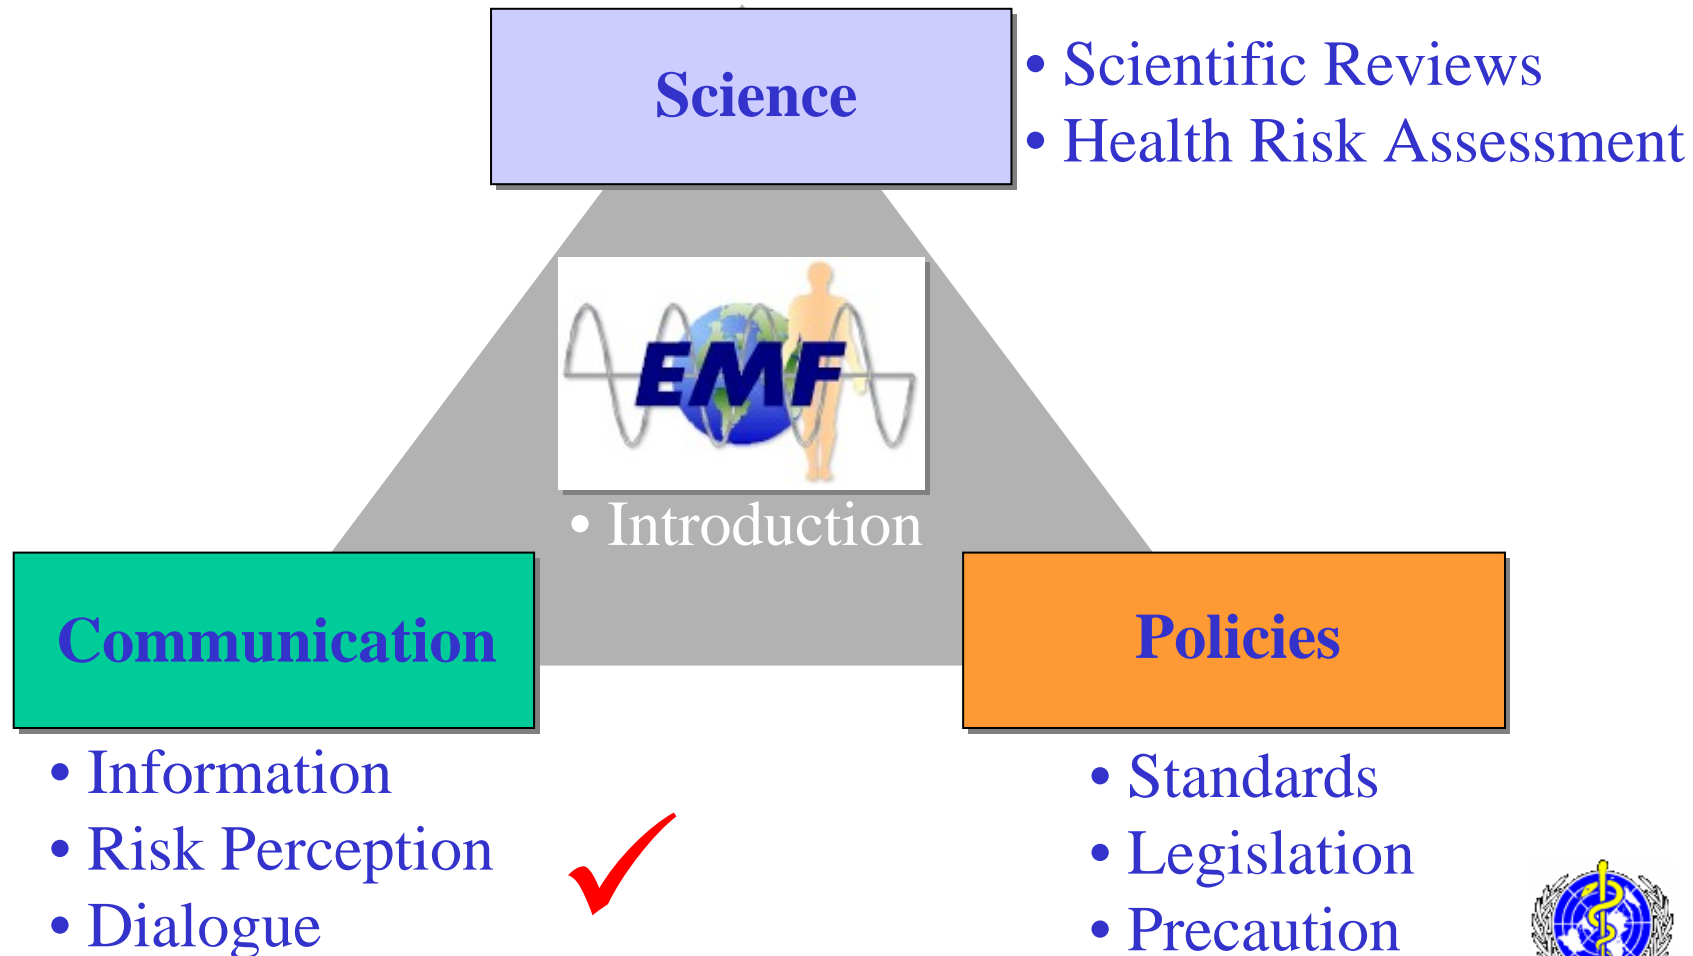 Science
• Scientific Reviews
• Health Risk Assessment
EMF
• Introduction
Communication
Policies
• Information
• Risk Perception
• Dialogue
• Standards
• Legislation
• Precaution